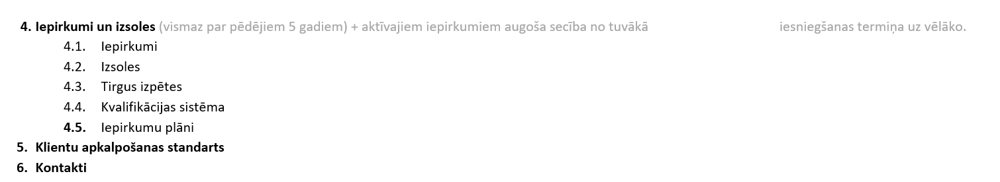 4. Iepirkumi un izsoles (vismaz par pēdējiem 5 gadiem) + aktīvajiem iepirkumiem augoša secība no tuvākā iesniegšanas termiņa uz vēlāko.
4.1. Iepirkumi
4.2. Izsoles
4.3. Tirgus izpētes
4.4. Kvalifikācijas sistēma
4.5. Iepirkumu plāni
5. Klientu apkalpošanas standarts
6. Kontakti